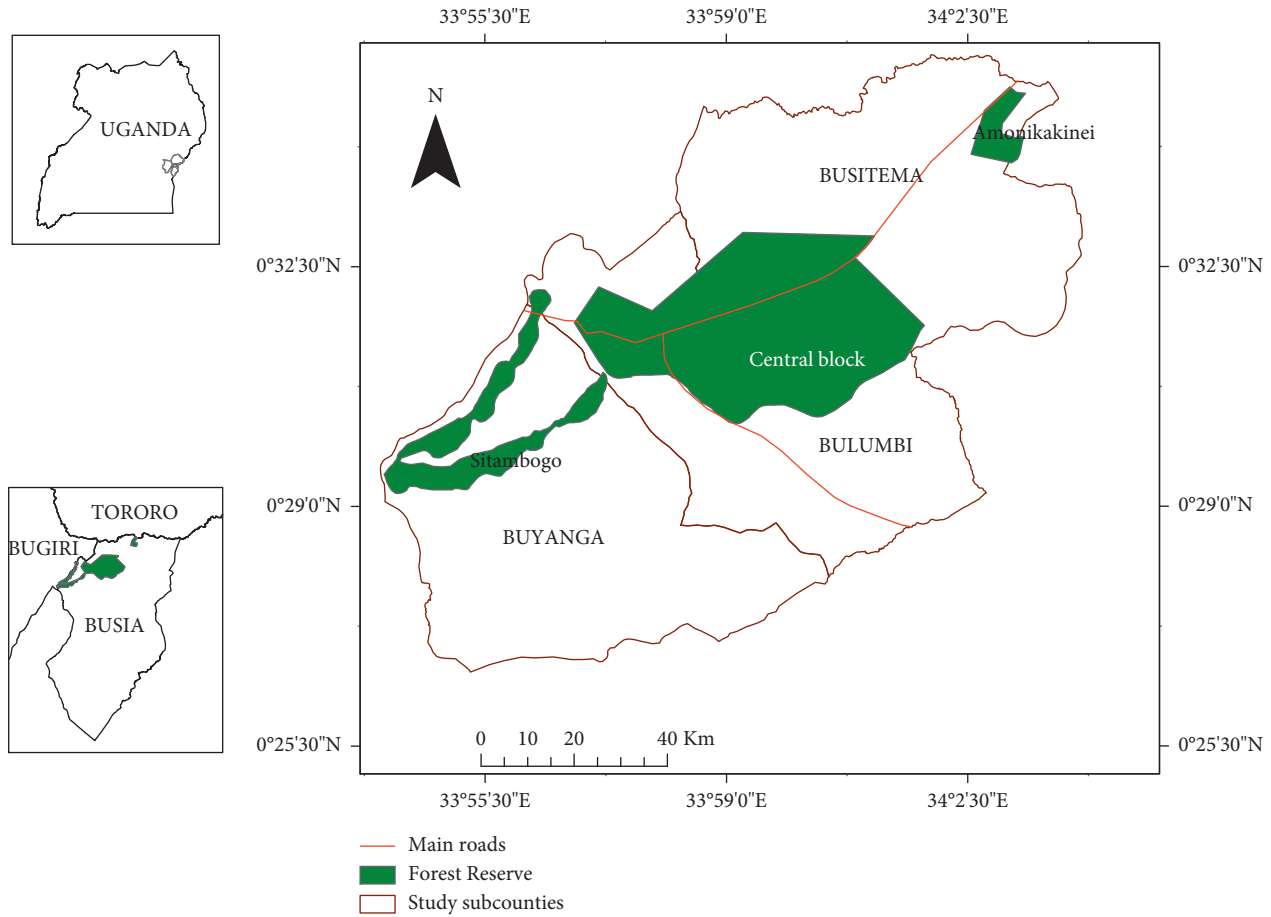 33°55'30"E 33°59'0"E 34°2'30"E
UGANDA
N
Amonikakinei
BUSITEMA
0°32'30"N 0°32'30"N
Central block
BULUMBI
Sitambogo
0°29'0"N 0°29'0"N
BUYANGA
TORORO
BUGIRI
BUSIA
0 10 20 40 Km
0°25'30"N 0°25'30"N
33°55'30"E 33°59'0"E 34°2'30"E
Main roads
Forest Reserve
Study subcounties